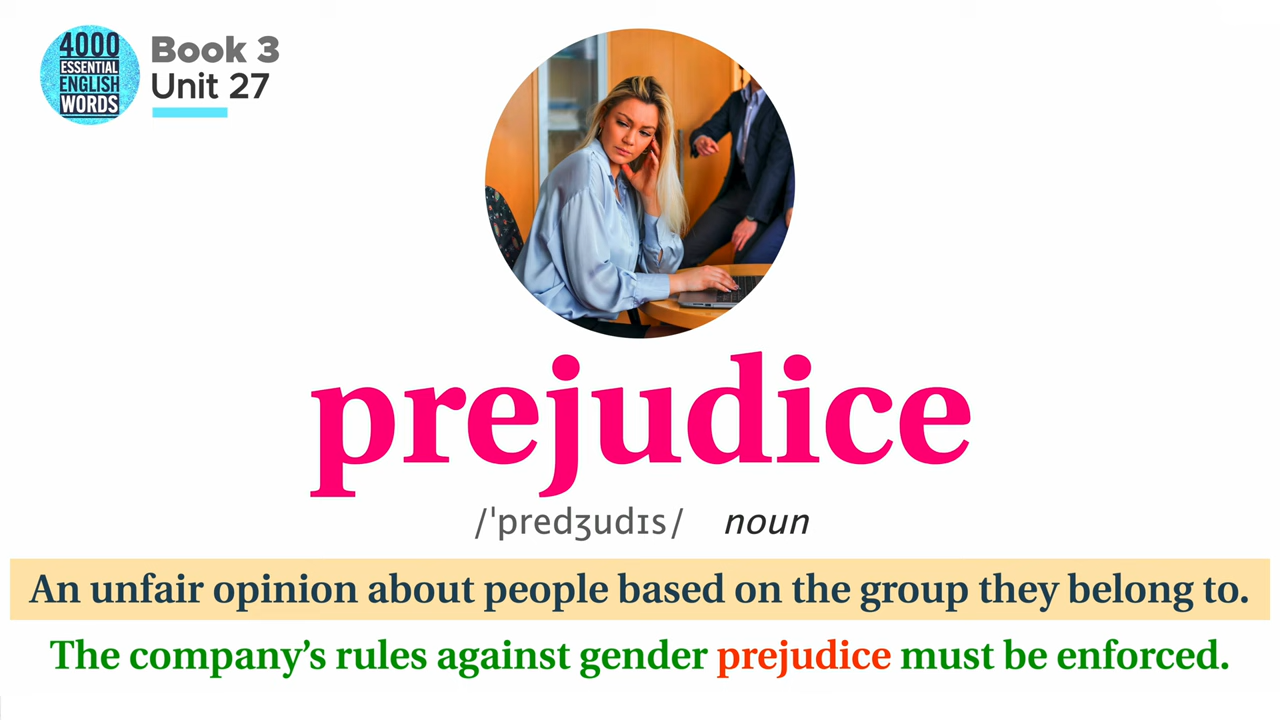 4000
ESSENTIAL
ENGLISH
WORDS
Book 3
Unit 27
prejudice
/ˈpredʒudɪs/ noun
An unfair opinion about people based on the group they belong to.
The company’s rules against gender prejudice must be enforced.